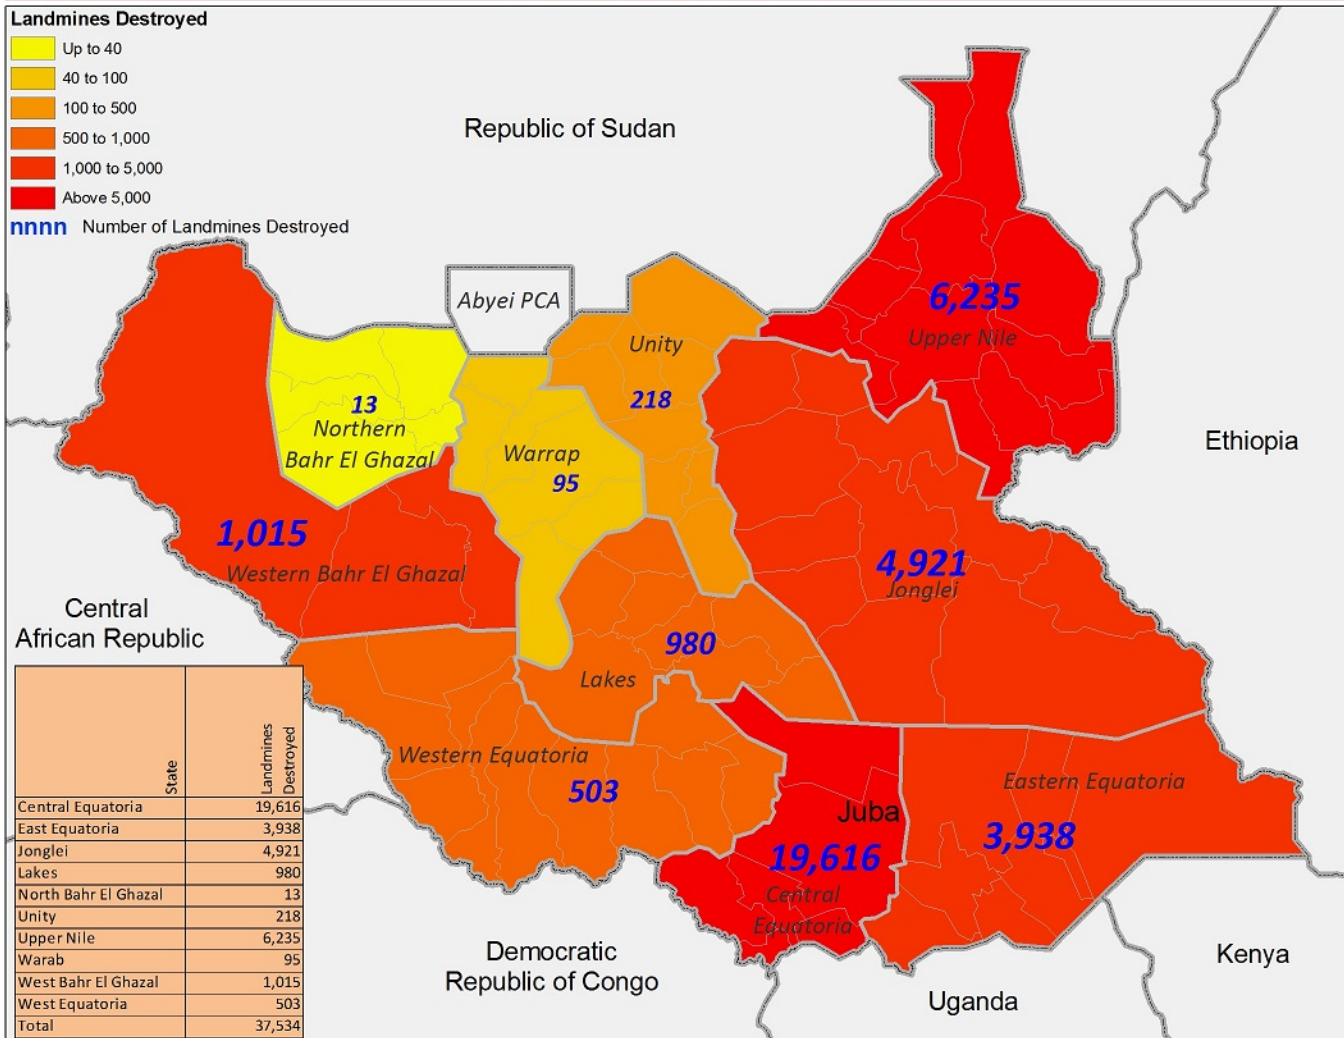 Landmines Destroyed
Up to 40
40 to 100
100 to 500
500 to 1,000
1,000 to 5,000
Above 5,000
nnnn Number of Landmines Destroyed
Republic of Sudan
Abyei PCA
Unity
218
6,235
Upper Nile
13
Northern
Bahr El Ghazal
Warrap
95
Ethiopia
1,015
Western Bahr El Ghazal
4,921
Jonglei
Central
African Republic
980
Lakes
Western Equatoria
503
Eastern Equatoria
3,938
Juba
19,616
Central
Equatoria
Democratic
Republic of Congo
Uganda
Kenya
State Landmines Destroyed
Central Equatoria 19,616
East Equatoria 3,938
Jonglei 4,921
Lakes 980
North Bahr El Ghazal 13
Unity 218
Upper Nile 6,235
Warab 95
West Bahr El Ghazal 1,015
West Equatoria 503
Total 37,534